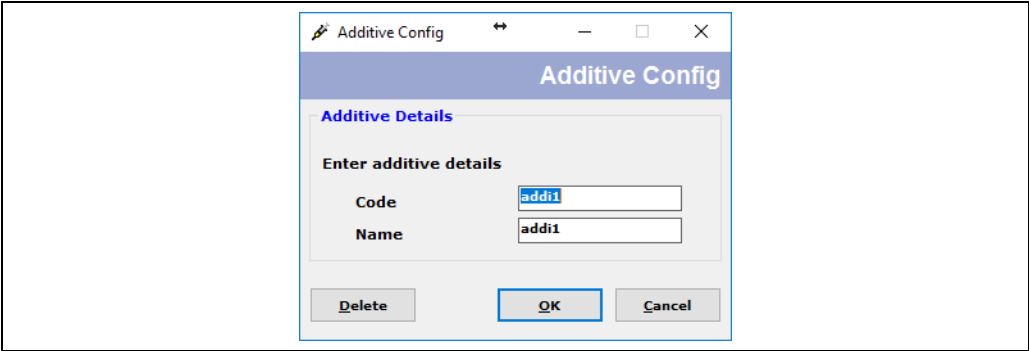 Additive Config
Additive Config
Additive Details
Enter additive details
Code addi1
Name addi1
Delete OK Cancel